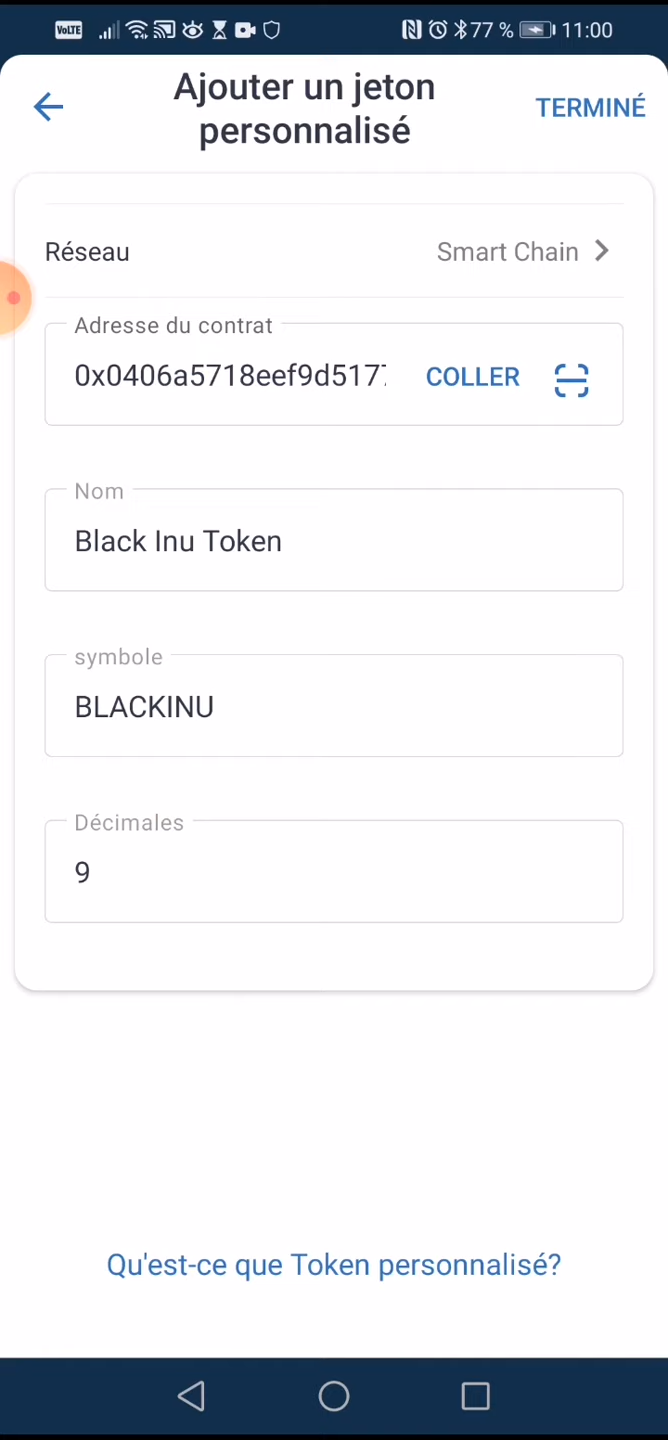 VoLTE 77 % 11:00
Ajouter un jeton
personnalisé
TERMINÉ
Réseau Smart Chain
Adresse du contrat
0x0406a5718eef9d517 COLLER
Nom
Black Inu Token
symbole
BLACKINU
Décimales
9
Qu'est-ce que Token personnalisé?